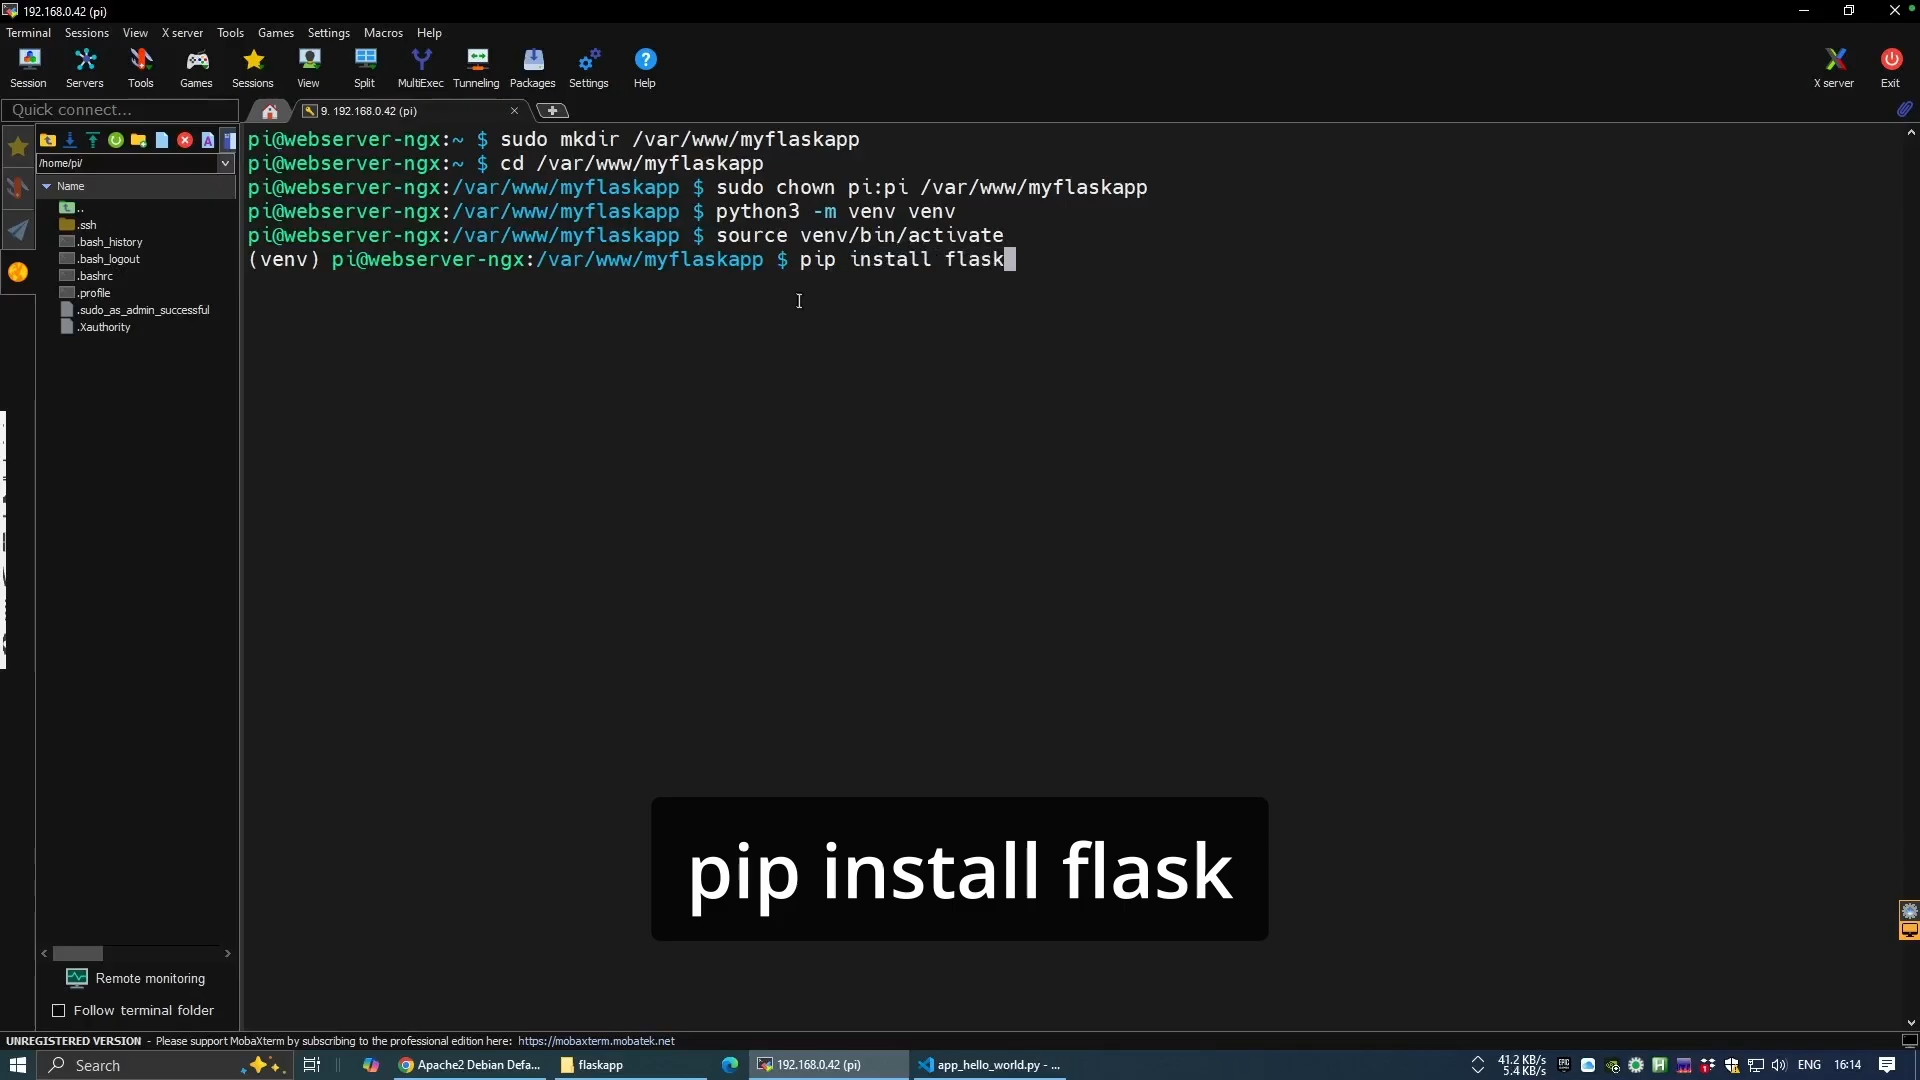 192.168.0.42 (pi)
Terminal Sessions View X server Tools Games Settings Macros Help
Session Servers Tools Games Sessions View Split MultiExec Tunneling Packages Settings Help X server Exit
Quick connect...
9. 192.168.0.42 (pi)
/home/pi/
Name
..
.ssh
.bash_history
.bash_logout
.bashrc
.profile
.sudo_as_admin_successful
.Xauthority
pi@webserver-ngx:~ $ sudo mkdir /var/www/myflaskapp
pi@webserver-ngx:~ $ cd /var/www/myflaskapp
pi@webserver-ngx:/var/www/myflaskapp $ sudo chown pi:pi /var/www/myflaskapp
pi@webserver-ngx:/var/www/myflaskapp $ python3 -m venv venv
pi@webserver-ngx:/var/www/myflaskapp $ source venv/bin/activate
(venv) pi@webserver-ngx:/var/www/myflaskapp $ pip install flask
pip install flask
Remote monitoring
Follow terminal folder
UNREGISTERED VERSION - Please support MobaXterm by subscribing to the professional edition here: https://mobaxterm.mobatek.net
Search
Apache2 Debian Defa...
flaskapp
192.168.0.42 (pi)
app_hello_world.py - ...
41.2 KB/s
5.4 KB/s
ENG
16:14